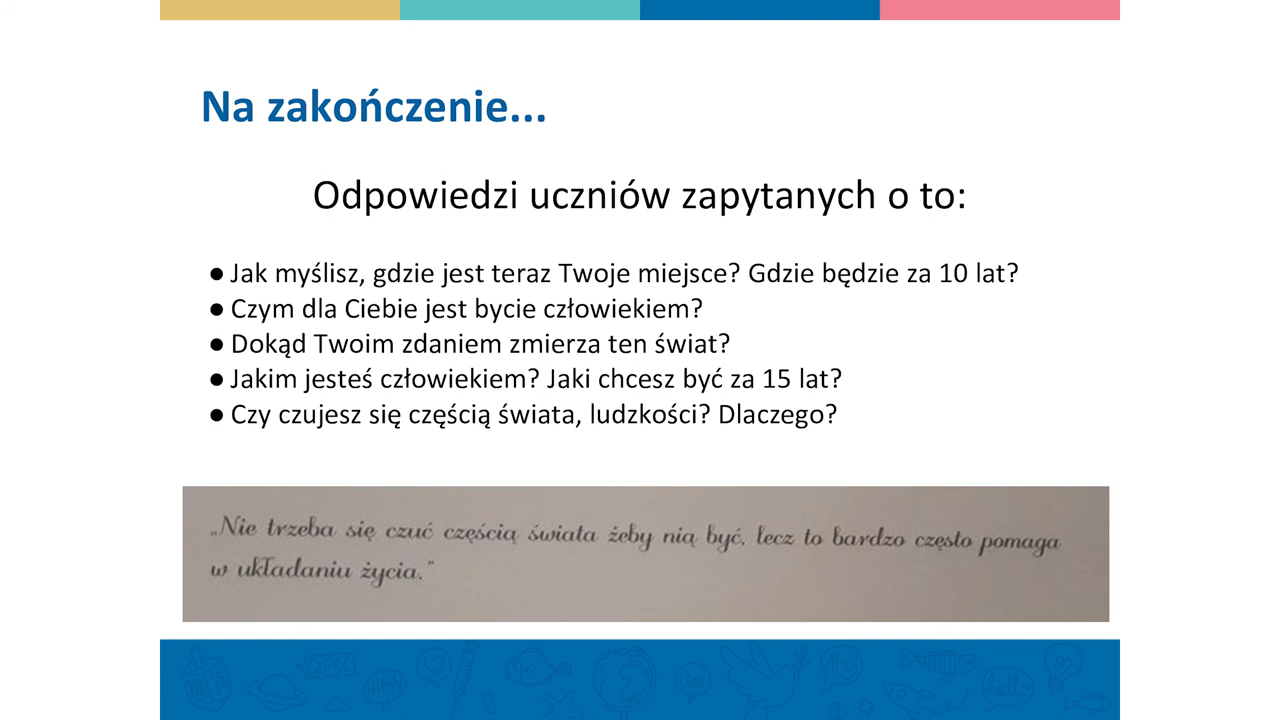 Na zakończenie...
Odpowiedzi uczniów zapytanych o to:
● Jak myślisz, gdzie jest teraz Twoje miejsce? Gdzie będzie za 10 lat?
● Czym dla Ciebie jest bycie człowiekiem?
● Dokąd Twoim zdaniem zmierza ten świat?
● Jakim jesteś człowiekiem? Jaki chcesz być za 15 lat?
● Czy czujesz się częścią świata, ludzkości? Dlaczego?
„Nie trzeba się czuć częścią świata żeby nią być, lecz to bardzo często pomaga
w układaniu życia."
CZEŚĆ
Ahoj
hello